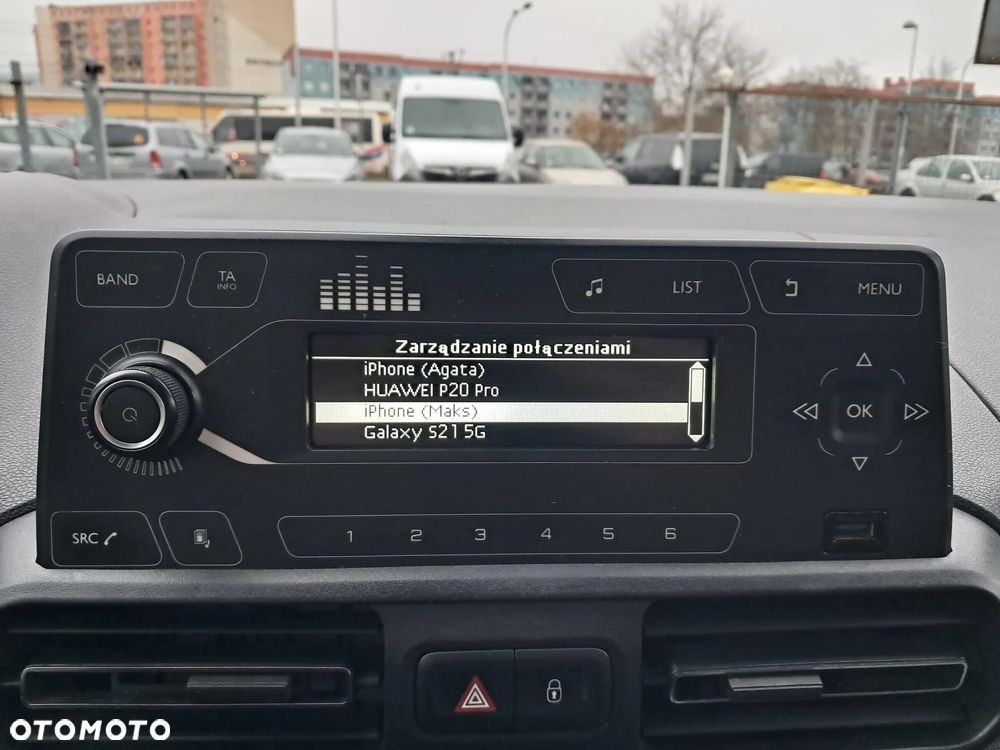 BAND
TA
INFO
LIST
MENU
Zarządzanie połączeniami
iPhone (Agata)
HUAWEI P20 Pro
iPhone (Maks)
Galaxy S21 5G
OK
SRC
1 2 3 4 5 6
OTOMOTO